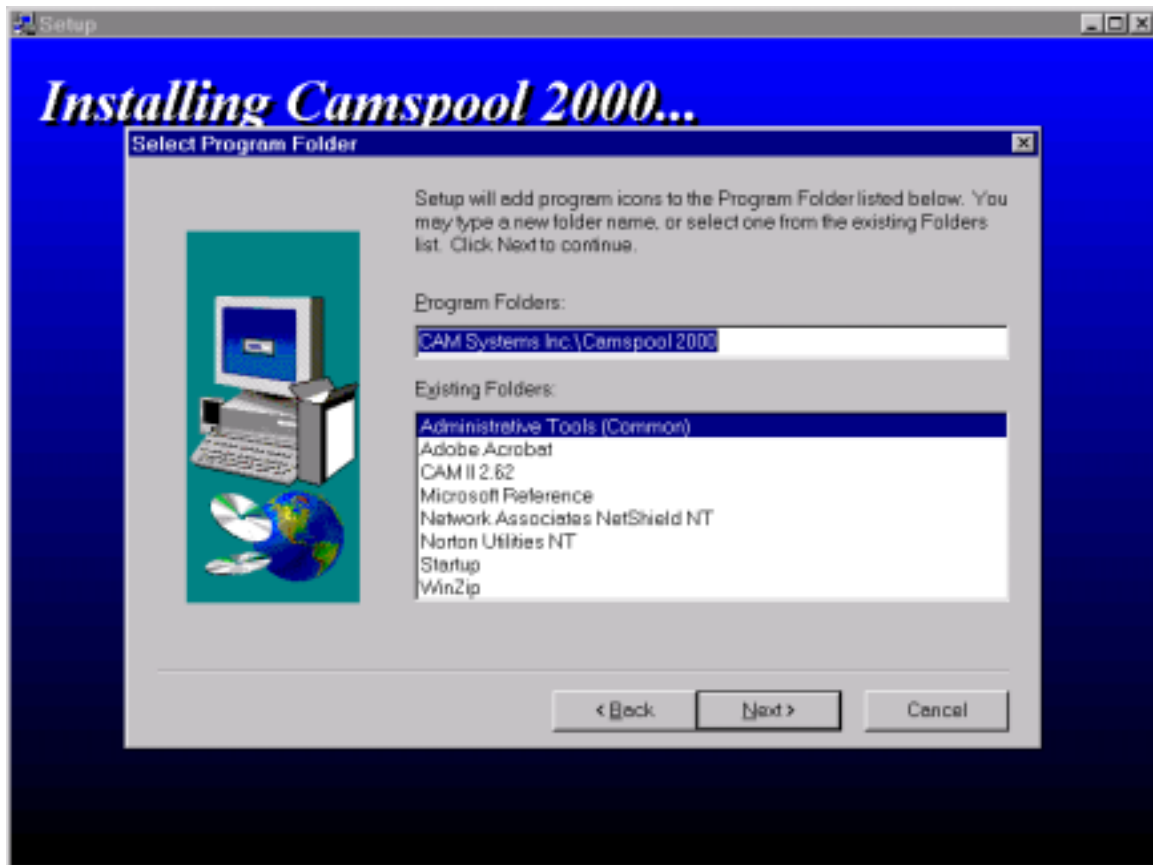 Setup
Installing Camspool 2000...
Select Program Folder
Setup will add program icons to the Program Folder listed below. You
may type a new folder name, or select one from the existing Folders
list. Click Next to continue.
Program Folders:
CAM Systems Inc.\Camspool 2000
Existing Folders:
Administrative Tools (Common)
Adobe Acrobat
CAM II 2.62
Microsoft Reference
Network Associates NetShield NT
Norton Utilities NT
Startup
WinZip
< Back
Next >
Cancel